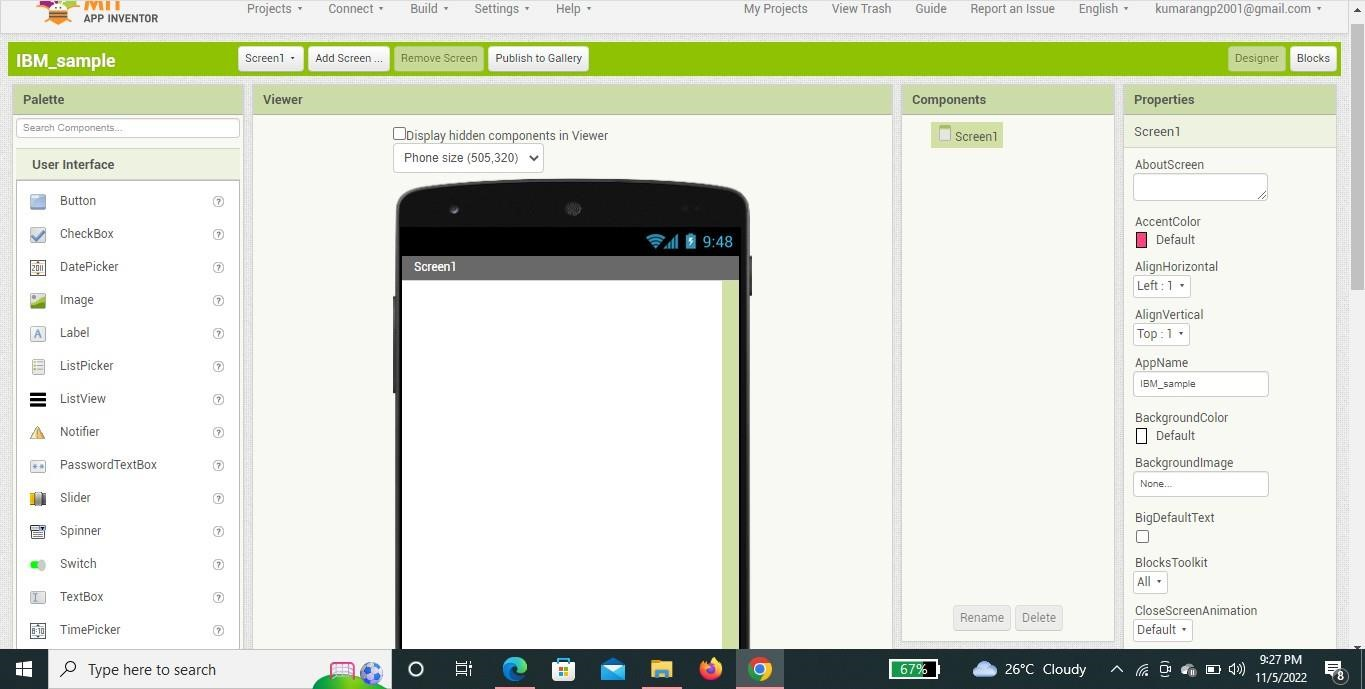 MIT
APP INVENTOR
Projects
Connect
Build
Settings
Help
My Projects
View Trash
Guide
Report an Issue
English
kumarangp2001@gmail.com
IBM_sample
Screen1
Add Screen ...
Remove Screen
Publish to Gallery
Designer
Blocks
Palette
Search Components...
User Interface
Button ?
CheckBox ?
DatePicker ?
Image ?
Label ?
ListPicker ?
ListView ?
Notifier ?
PasswordTextBox ?
Slider ?
Spinner ?
Switch ?
TextBox ?
TimePicker ?
Viewer
Display hidden components in Viewer
Phone size (505,320)
9:48
Screen1
Components
Screen1
Rename
Delete
Properties
Screen1
AboutScreen
AccentColor
Default
AlignHorizontal
Left : 1
AlignVertical
Top : 1
AppName
IBM_sample
BackgroundColor
Default
BackgroundImage
None...
BigDefaultText
BlocksToolkit
All
CloseScreenAnimation
Default
Type here to search
67%
26°C Cloudy
9:27 PM
11/5/2022
8